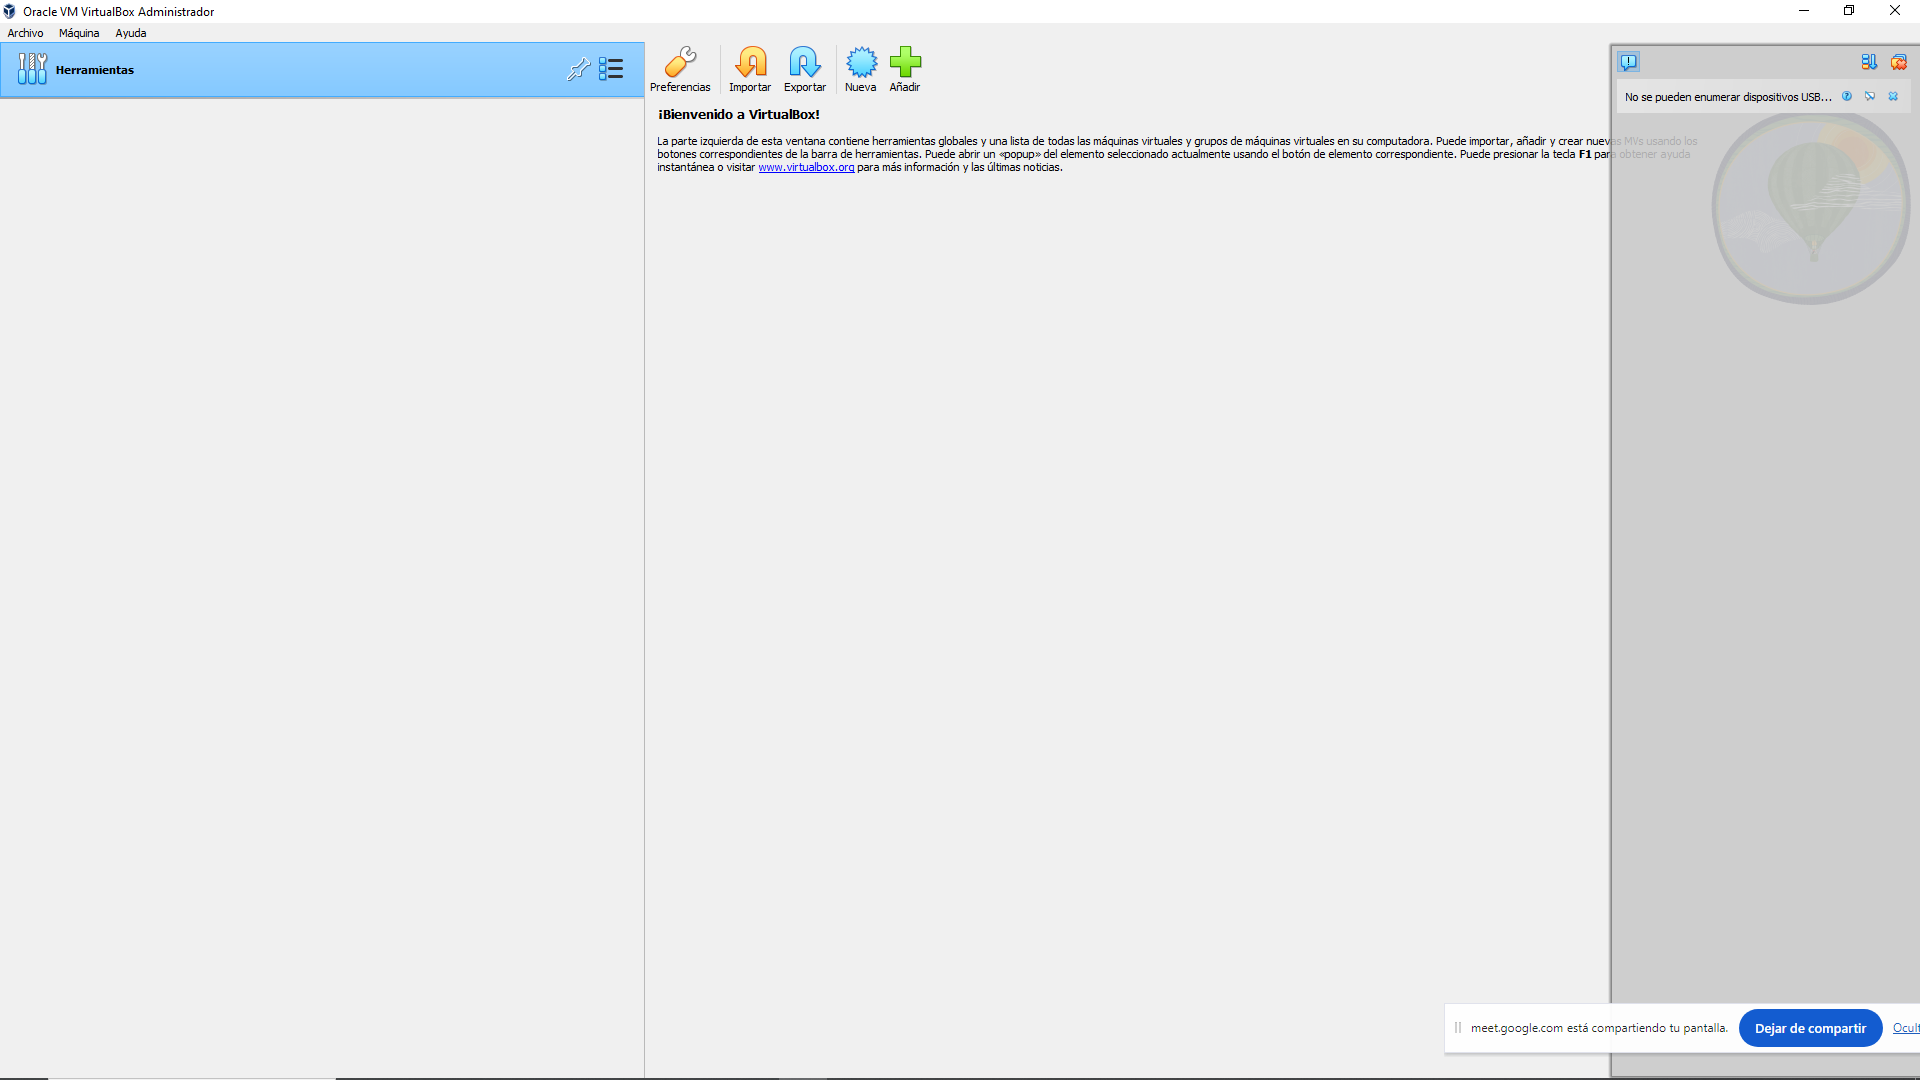 Oracle VM VirtualBox Administrador
Archivo Máquina Ayuda
Herramientas
Preferencias Importar Exportar Nueva Añadir
No se pueden enumerar dispositivos USB...
¡Bienvenido a VirtualBox!
La parte izquierda de esta ventana contiene herramientas globales y una lista de todas las máquinas virtuales y grupos de máquinas virtuales en su computadora. Puede importar, añadir y crear nuevas MVs usando los
botones correspondientes de la barra de herramientas. Puede abrir un «popup» del elemento seleccionado actualmente usando el botón de elemento correspondiente. Puede presionar la tecla F1 para obtener ayuda
instantánea o visitar www.virtualbox.org para más información y las últimas noticias.
meet.google.com está compartiendo tu pantalla. Dejar de compartir Ocult